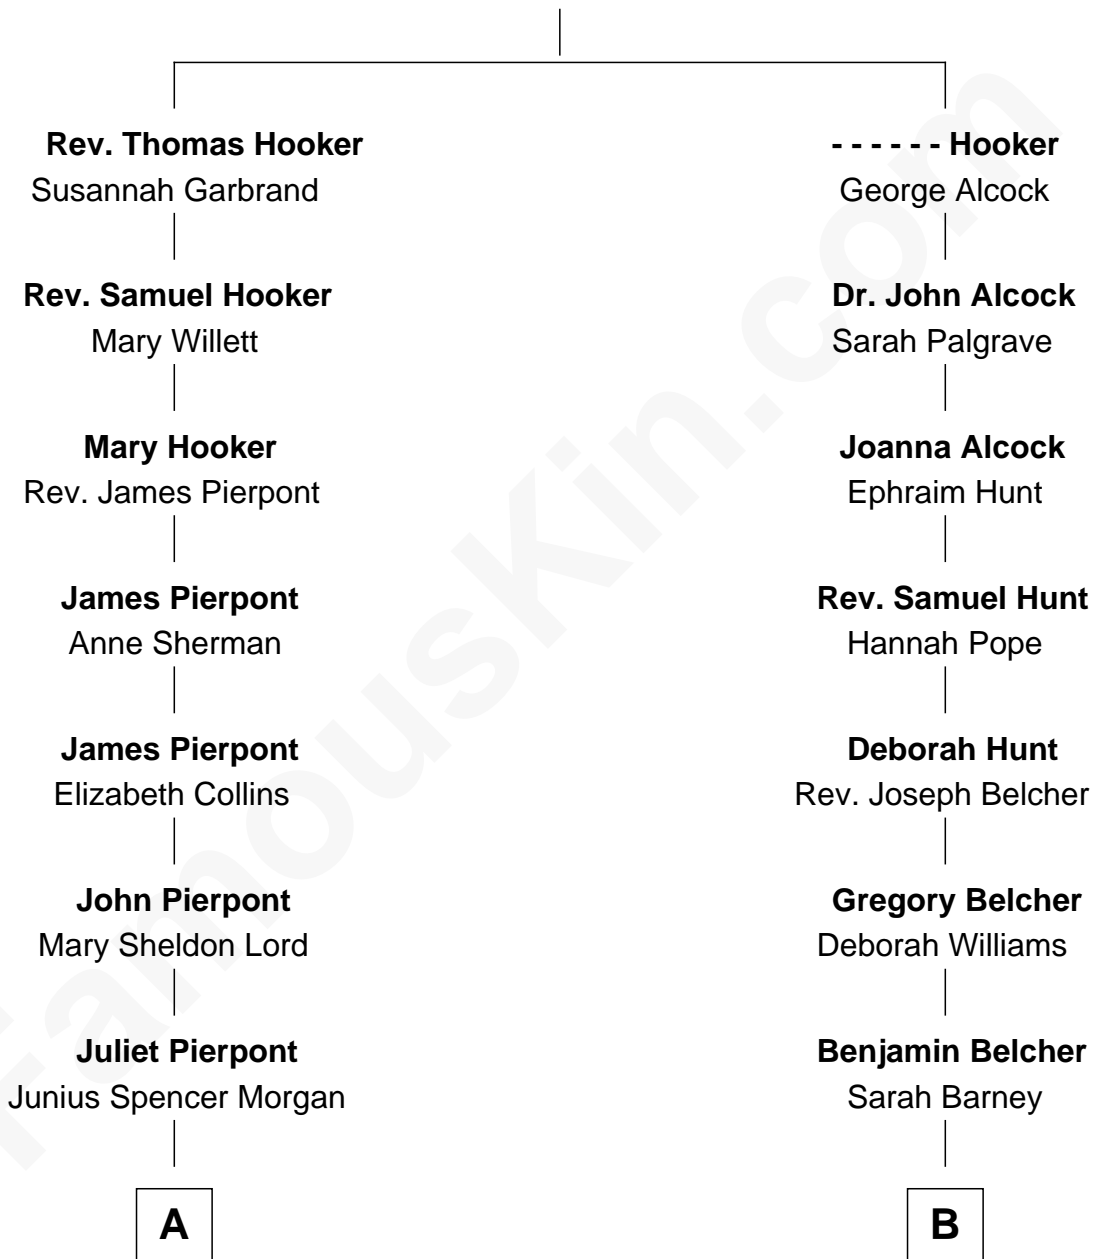 Rev. Thomas Hooker
Susannah Garbrand
Rev. Samuel Hooker
Mary Willett
Mary Hooker
Rev. James Pierpont
James Pierpont
Anne Sherman
James Pierpont
Elizabeth Collins
John Pierpont
Mary Sheldon Lord
Juliet Pierpont
Junius Spencer Morgan
A
- - - - - - Hooker
George Alcock
Dr. John Alcock
Sarah Palgrave
Joanna Alcock
Ephraim Hunt
Rev. Samuel Hunt
Hannah Pope
Deborah Hunt
Rev. Joseph Belcher
Gregory Belcher
Deborah Williams
Benjamin Belcher
Sarah Barney
B
FamousKin.com